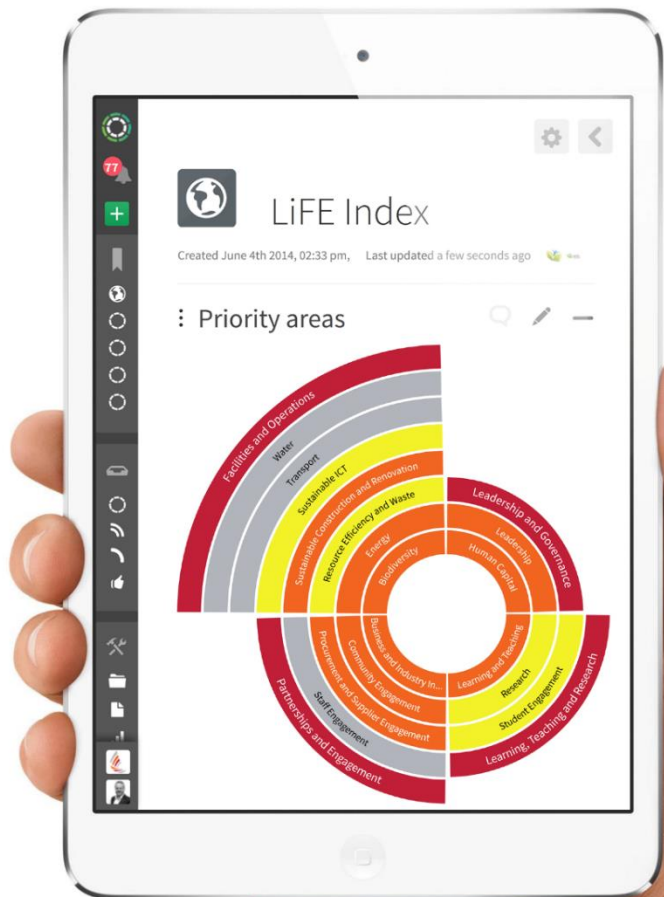 77
LiFE Index
Created June 4th 2014, 02:33 pm, Last updated a few seconds ago
Priority areas
Facilities and Operations
Water
Transport
Sustainable ICT
Sustainable Construction and Renovation
Resource Efficiency and Waste
Energy
Biodiversity
Leadership and Governance
Leadership
Human Capital
Business and Industry In...
Community Engagement
Procurement and Supplier Engagement
Staff Engagement
Partnerships and Engagement
Learning and Teaching
Research
Student Engagement
Learning, Teaching and Research